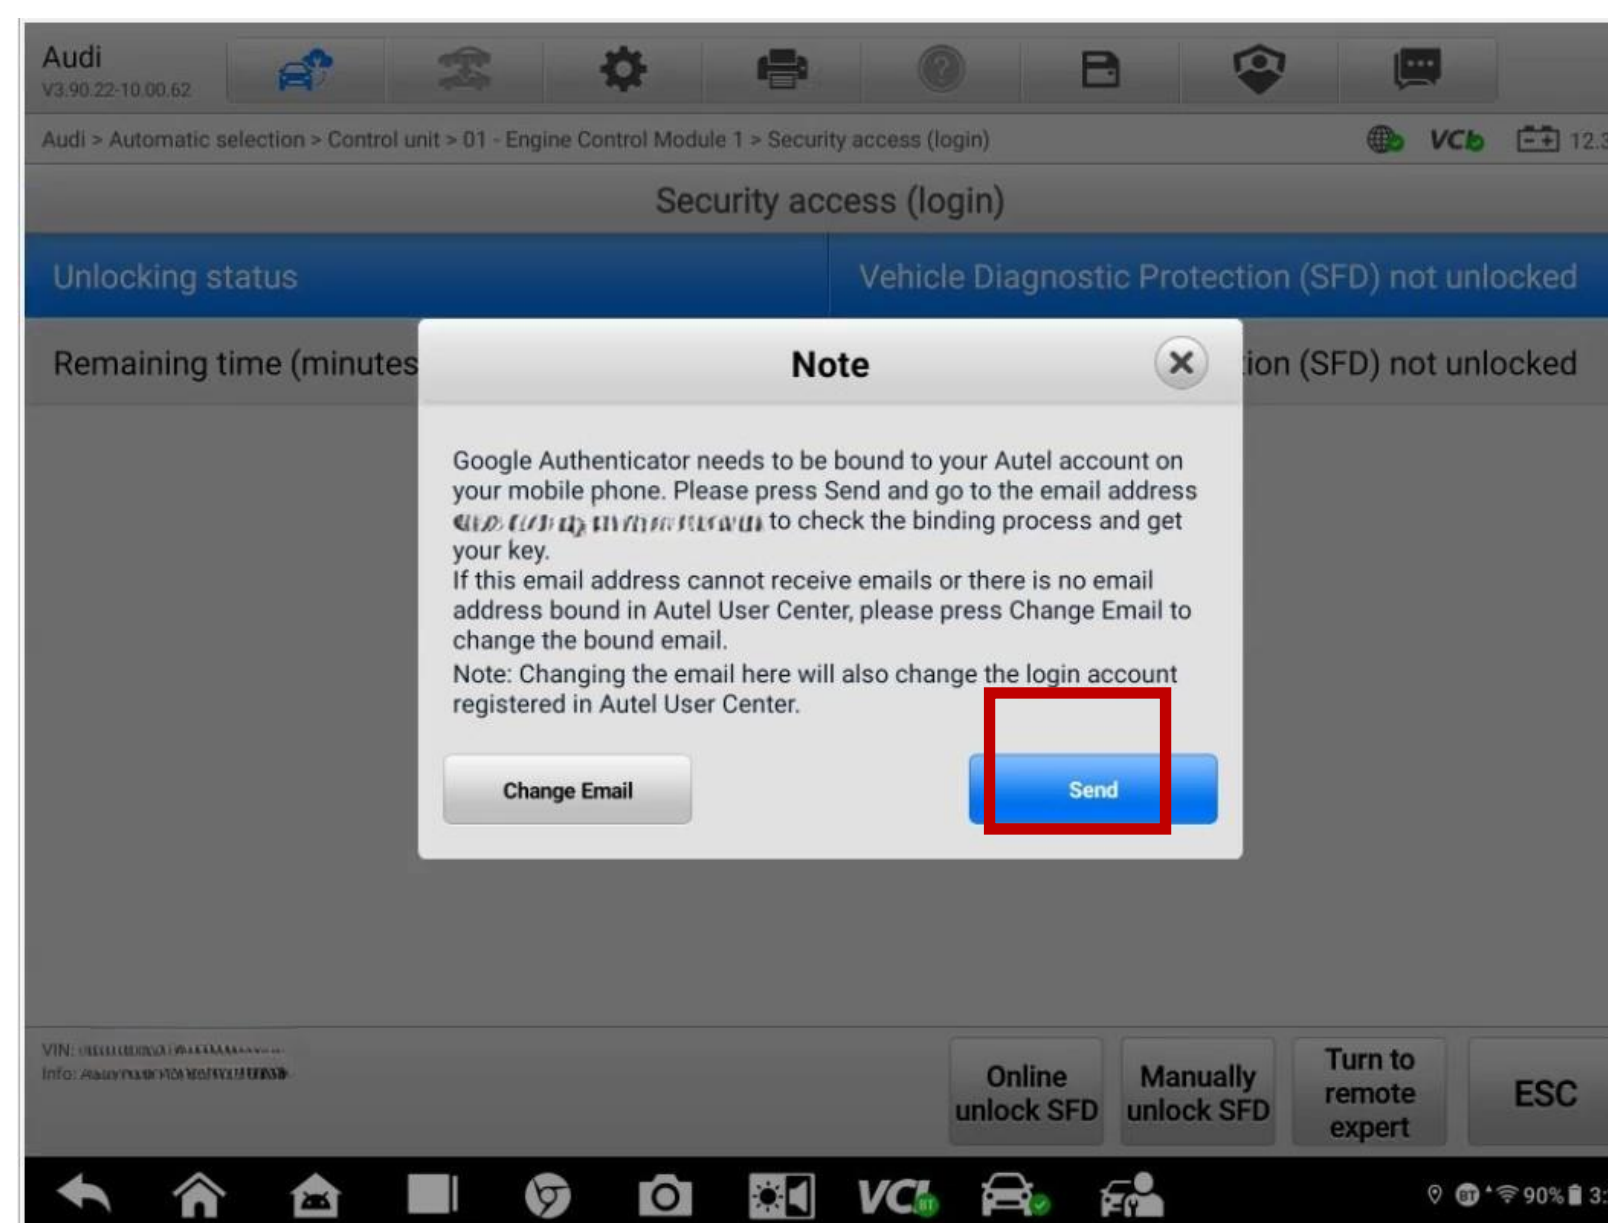 Audi
V3.90.22-10.00.62
Audi > Automatic selection > Control unit > 01 - Engine Control Module 1 > Security access (login)
VCI
12.3
Security access (login)
Unlocking status
Vehicle Diagnostic Protection (SFD) not unlocked
Remaining time (minutes
ion (SFD) not unlocked
Note
Google Authenticator needs to be bound to your Autel account on
your mobile phone. Please press Send and go to the email address
to check the binding process and get
your key.
If this email address cannot receive emails or there is no email
address bound in Autel User Center, please press Change Email to
change the bound email.
Note: Changing the email here will also change the login account
registered in Autel User Center.
Change Email
Send
VIN:
Info:
Online
unlock SFD
Manually
unlock SFD
Turn to
remote
expert
ESC
VCI
BT
BT
90%
3: